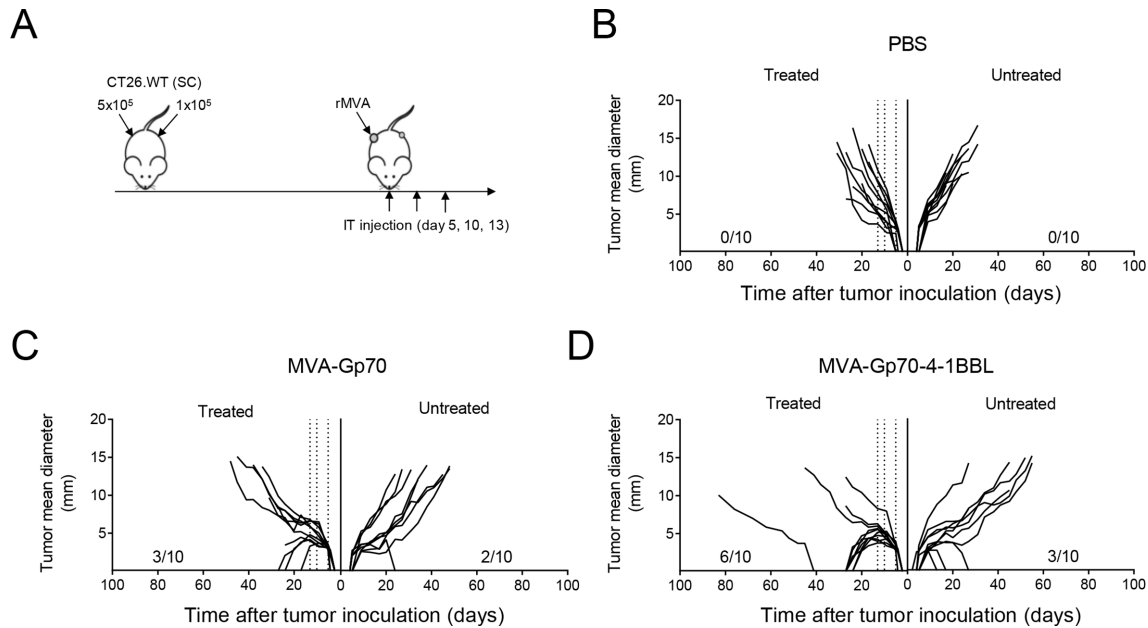 A
CT26.WT (SC)
5x10⁵ 1x10⁵
rMVA
IT injection (day 5, 10, 13)
B
PBS
Treated Untreated
Tumor mean diameter
(mm)
20
15
10
5
0/10 0/10
100 80 60 40 20 0 20 40 60 80 100
Time after tumor inoculation (days)
C
MVA-Gp70
Treated Untreated
Tumor mean diameter
(mm)
20
15
10
5
3/10 2/10
100 80 60 40 20 0 20 40 60 80 100
Time after tumor inoculation (days)
D
MVA-Gp70-4-1BBL
Treated Untreated
Tumor mean diameter
(mm)
20
15
10
5
6/10 3/10
100 80 60 40 20 0 20 40 60 80 100
Time after tumor inoculation (days)